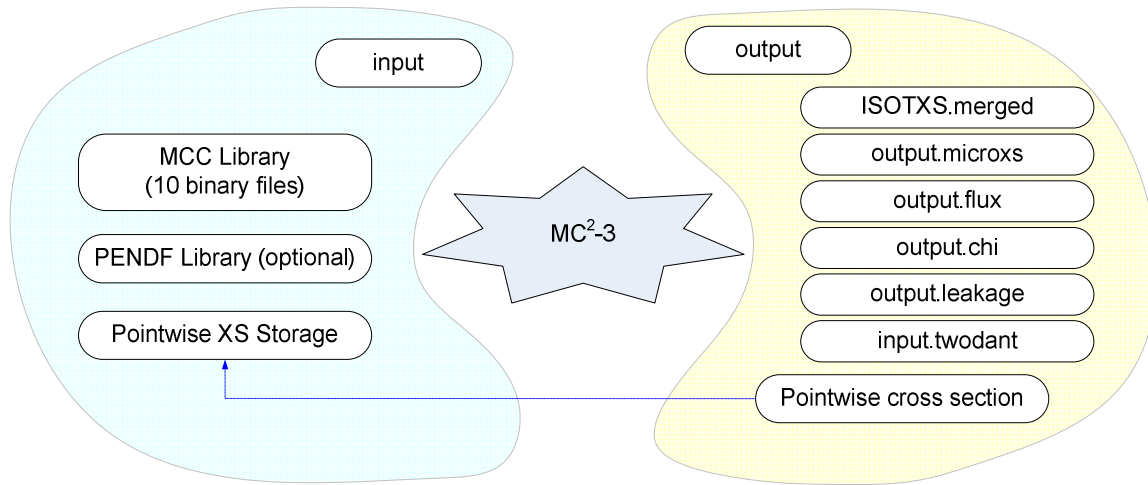 input
MCC Library
(10 binary files)
PENDF Library (optional)
Pointwise XS Storage
MC²-3
output
ISOTXS.merged
output.microxs
output.flux
output.chi
output.leakage
input.twodant
Pointwise cross section